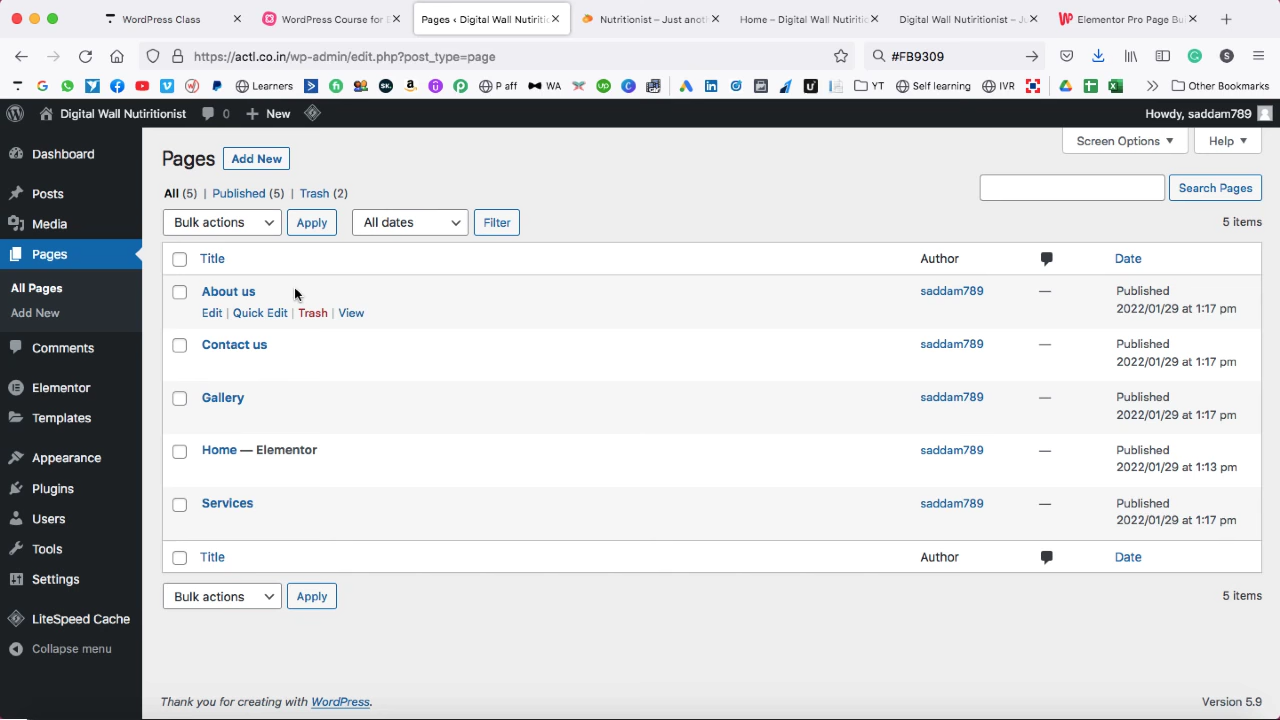 WordPress Class
WordPress Course for
Pages ‹ Digital Wall Nutritic
Nutritionist – Just anot
Home – Digital Wall Nutritic
Digital Wall Nutritionist –
Elementor Pro Page Bu
https://actl.co.in/wp-admin/edit.php?post_type=page
#FB9309
Learners
P aff
WA
YT
Self learning
IVR
Other Bookmarks
Digital Wall Nutritionist
0
New
Howdy, saddam789
Dashboard
Posts
Media
Pages
All Pages
Add New
Comments
Elementor
Templates
Appearance
Plugins
Users
Tools
Settings
LiteSpeed Cache
Collapse menu
Screen Options
Help
Pages
Add New
All (5) | Published (5) | Trash (2)
Search Pages
Bulk actions
Apply
All dates
Filter
5 items
Title
Author
Date
About us
saddam789
—
Published
2022/01/29 at 1:17 pm
Edit | Quick Edit | Trash | View
Contact us
saddam789
—
Published
2022/01/29 at 1:17 pm
Gallery
saddam789
—
Published
2022/01/29 at 1:17 pm
Home — Elementor
saddam789
—
Published
2022/01/29 at 1:13 pm
Services
saddam789
—
Published
2022/01/29 at 1:17 pm
Title
Author
Date
Bulk actions
Apply
5 items
Thank you for creating with WordPress.
Version 5.9